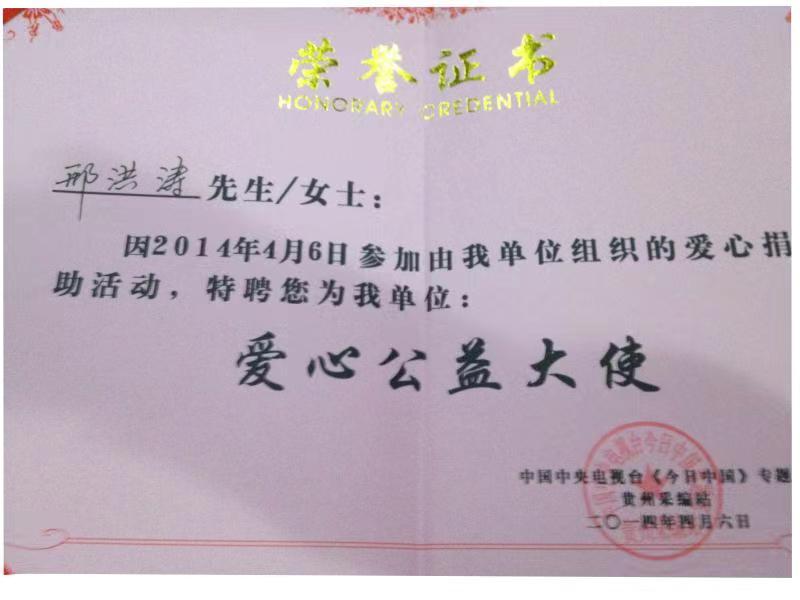 荣誉证书
HONORARY CREDENTIAL
邢洪涛 先生/女士：
因2014年4月6日参加由我单位组织的爱心捐
助活动，特聘您为我单位：
爱心公益大使
中国中央电视台《今日中国》专题
贵州采编站
二〇一四年四月六日